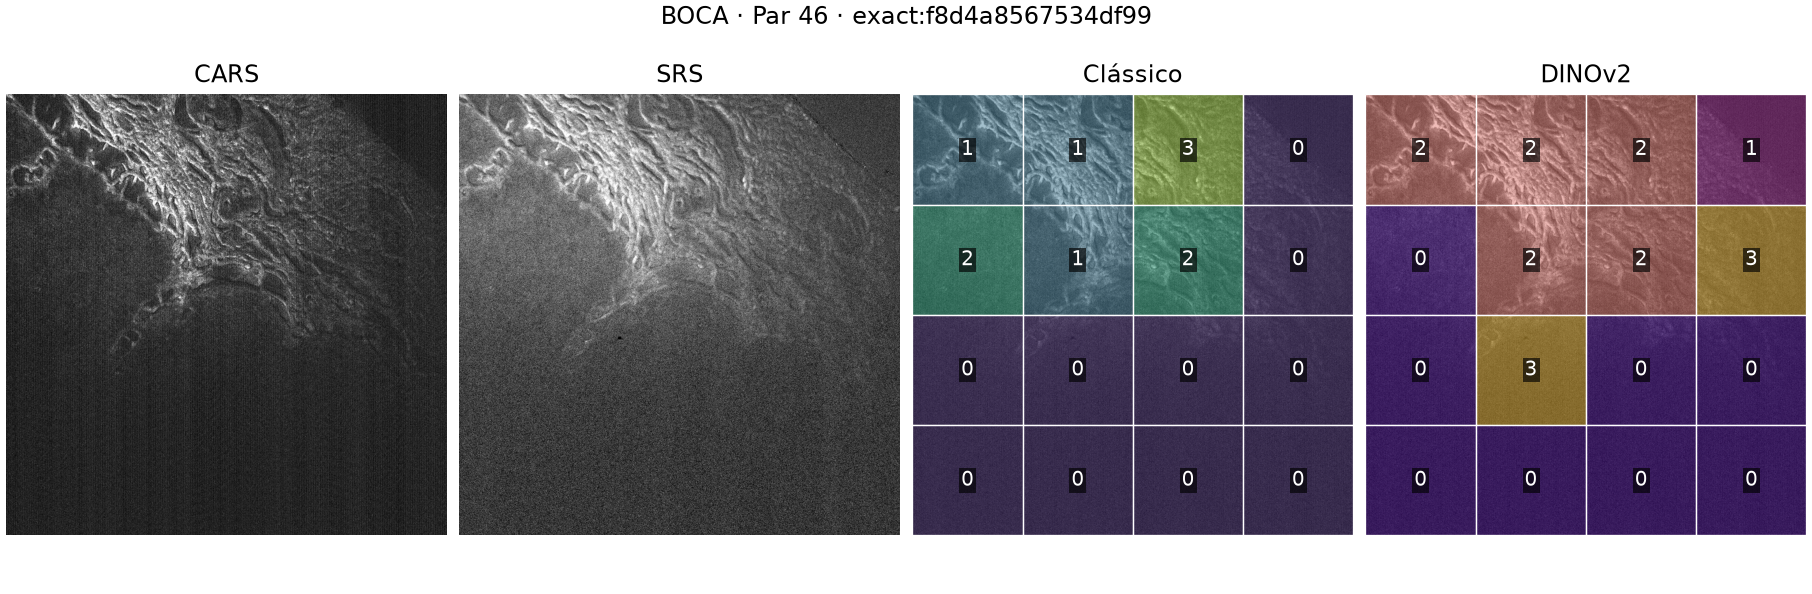 BOCA · Par 46 · exact:f8d4a8567534df99
CARS
SRS
Clássico
DINOv2
1 1 3 0
2 1 2 0
0 0 0 0
0 0 0 0
2 2 2 1
0 2 2 3
0 3 0 0
0 0 0 0